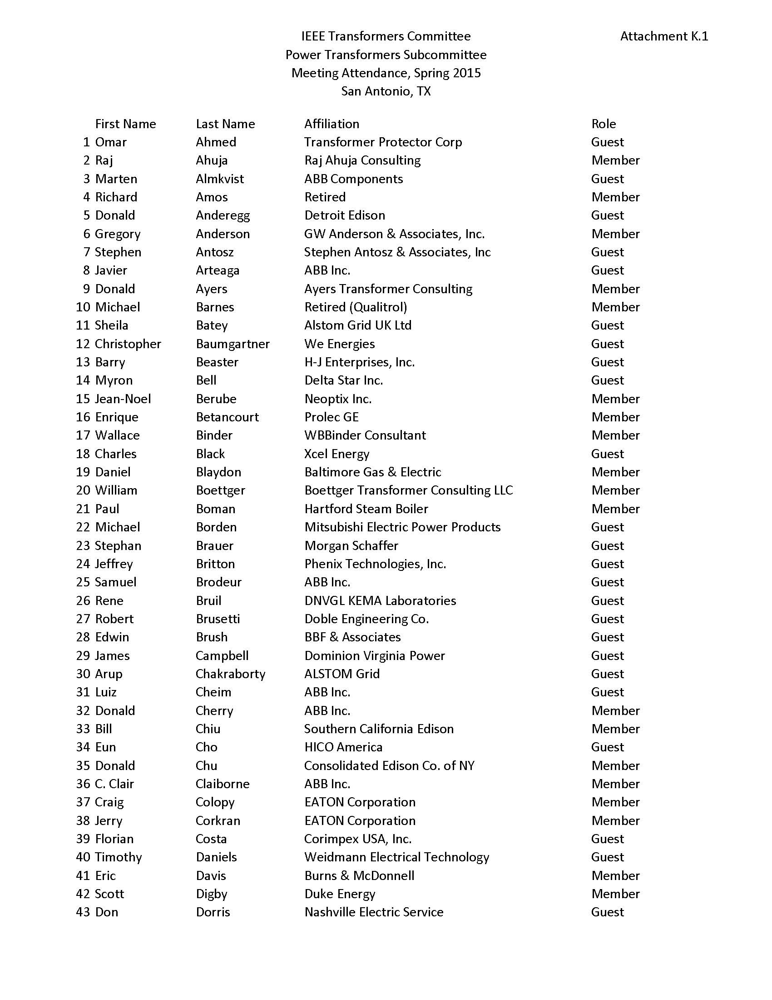 IEEE Transformers Committee Attachment K.1
Power Transformers Subcommittee
Meeting Attendance, Spring 2015
San Antonio, TX
First Name Last Name Affiliation Role
1 Omar Ahmed Transformer Protector Corp Guest
2 Raj Ahuja Raj Ahuja Consulting Member
3 Marten Almkvist ABB Components Guest
4 Richard Amos Retired Member
5 Donald Anderegg Detroit Edison Guest
6 Gregory Anderson GW Anderson & Associates, Inc. Member
7 Stephen Antosz Stephen Antosz & Associates, Inc Guest
8 Javier Arteaga ABB Inc. Guest
9 Donald Ayers Ayers Transformer Consulting Member
10 Michael Barnes Retired (Qualitrol) Member
11 Sheila Batey Alstom Grid UK Ltd Guest
12 Christopher Baumgartner We Energies Guest
13 Barry Beaster H-J Enterprises, Inc. Guest
14 Myron Bell Delta Star Inc. Guest
15 Jean-Noel Berube Neoptix Inc. Member
16 Enrique Betancourt Prolec GE Member
17 Wallace Binder WBBinder Consultant Member
18 Charles Black Xcel Energy Guest
19 Daniel Blaydon Baltimore Gas & Electric Member
20 William Boettger Boettger Transformer Consulting LLC Member
21 Paul Boman Hartford Steam Boiler Member
22 Michael Borden Mitsubishi Electric Power Products Guest
23 Stephan Brauer Morgan Schaffer Guest
24 Jeffrey Britton Phenix Technologies, Inc. Guest
25 Samuel Brodeur ABB Inc. Guest
26 Rene Bruil DNVGL KEMA Laboratories Guest
27 Robert Brusetti Doble Engineering Co. Guest
28 Edwin Brush BBF & Associates Guest
29 James Campbell Dominion Virginia Power Guest
30 Arup Chakraborty ALSTOM Grid Guest
31 Luiz Cheim ABB Inc. Guest
32 Donald Cherry ABB Inc. Member
33 Bill Chiu Southern California Edison Member
34 Eun Cho HICO America Guest
35 Donald Chu Consolidated Edison Co. of NY Member
36 C. Clair Claiborne ABB Inc. Member
37 Craig Colopy EATON Corporation Member
38 Jerry Corkran EATON Corporation Member
39 Florian Costa Corimpex USA, Inc. Guest
40 Timothy Daniels Weidmann Electrical Technology Guest
41 Eric Davis Burns & McDonnell Member
42 Scott Digby Duke Energy Member
43 Don Dorris Nashville Electric Service Guest